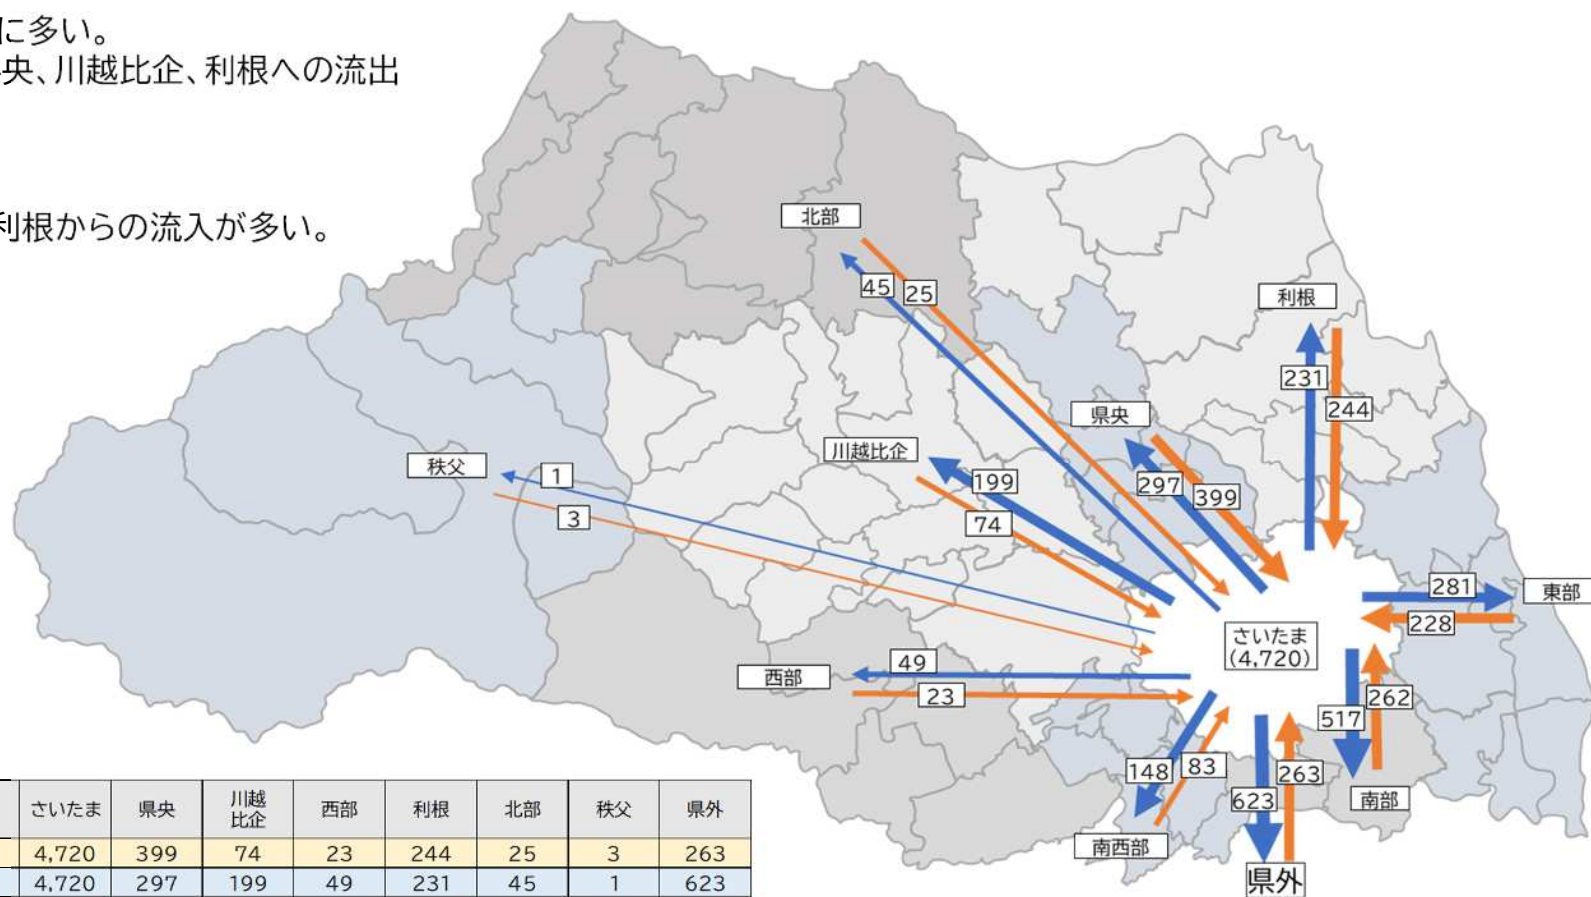 に多い。
央、川越比企、利根への流出
利根からの流入が多い。
北部
45
25
利根
231
244
県央
297
399
川越比企
199
74
秩父
1
3
281
東部
228
さいたま
(4,720)
西部
49
23
262
517
148
83
263
623
南部
南西部
県外
さいたま 県央 川越比企 西部 利根 北部 秩父 県外
4,720 399 74 23 244 25 3 263
4,720 297 199 49 231 45 1 623